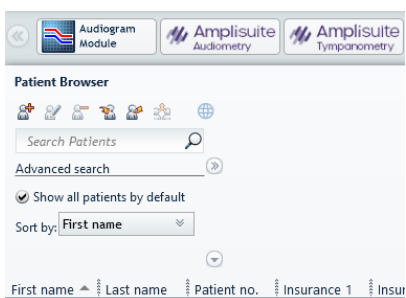 Audiogram
Module
Amplisuite
Audiometry
Amplisuite
Tympanometry
Patient Browser
Search Patients
Advanced search
Show all patients by default
Sort by: First name
First name Last name Patient no. Insurance 1 Insur